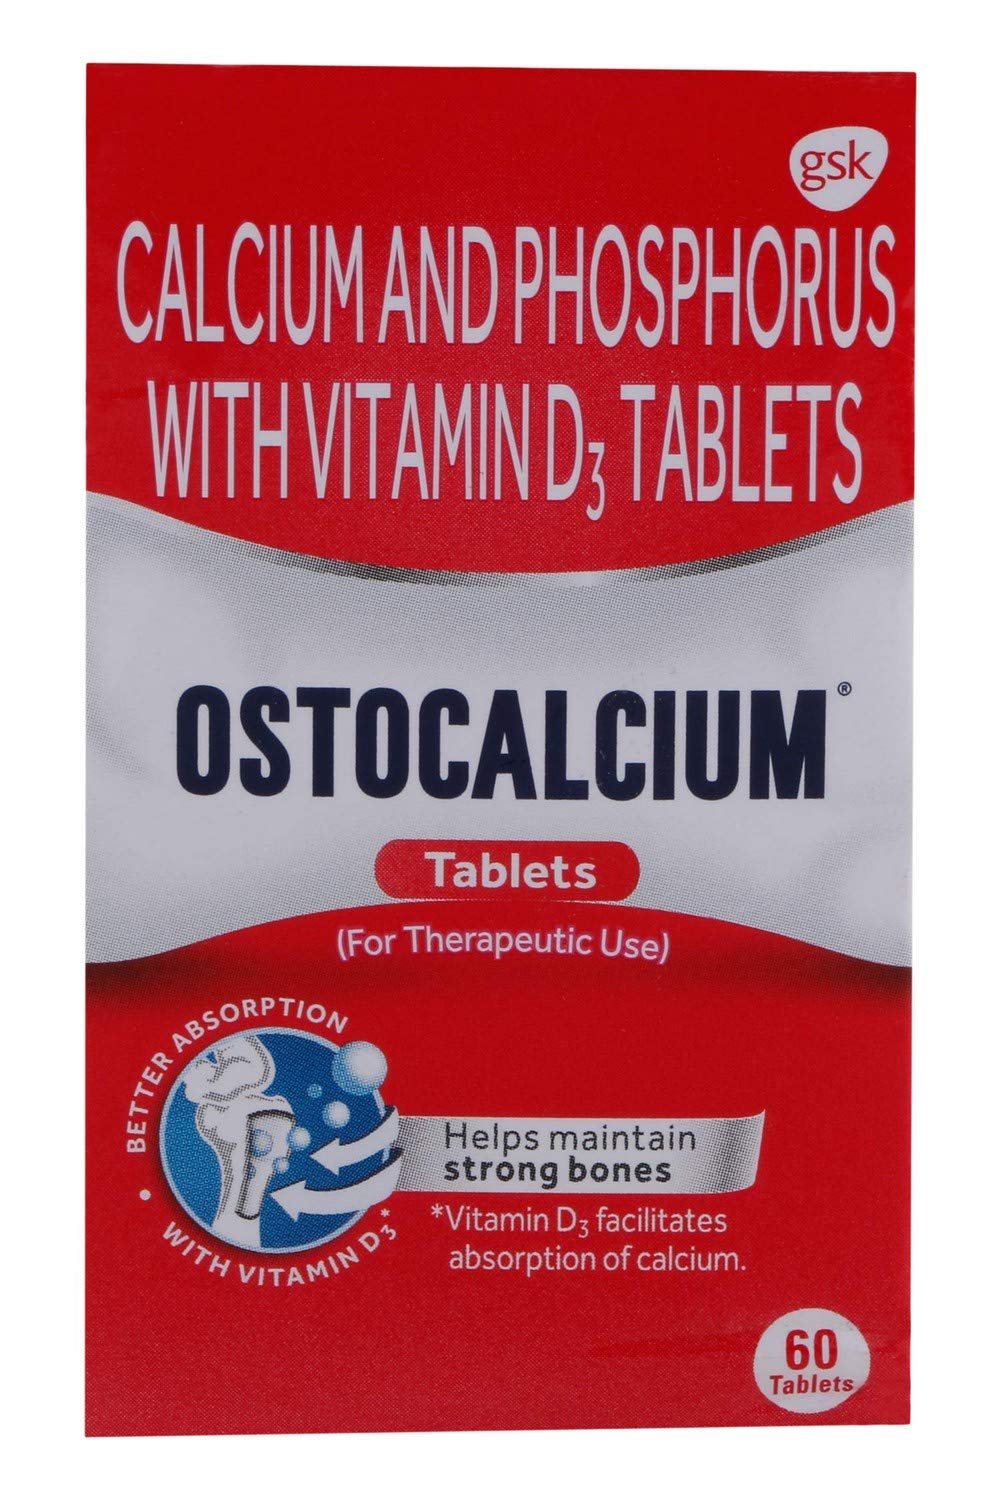 gsk
CALCIUM AND PHOSPHORUS
WITH VITAMIN D₃ TABLETS
OSTOCALCIUM®
Tablets
(For Therapeutic Use)
BETTER ABSORPTION
• WITH VITAMIN D₃*
Helps maintain
strong bones
*Vitamin D₃ facilitates
absorption of calcium.
60
Tablets